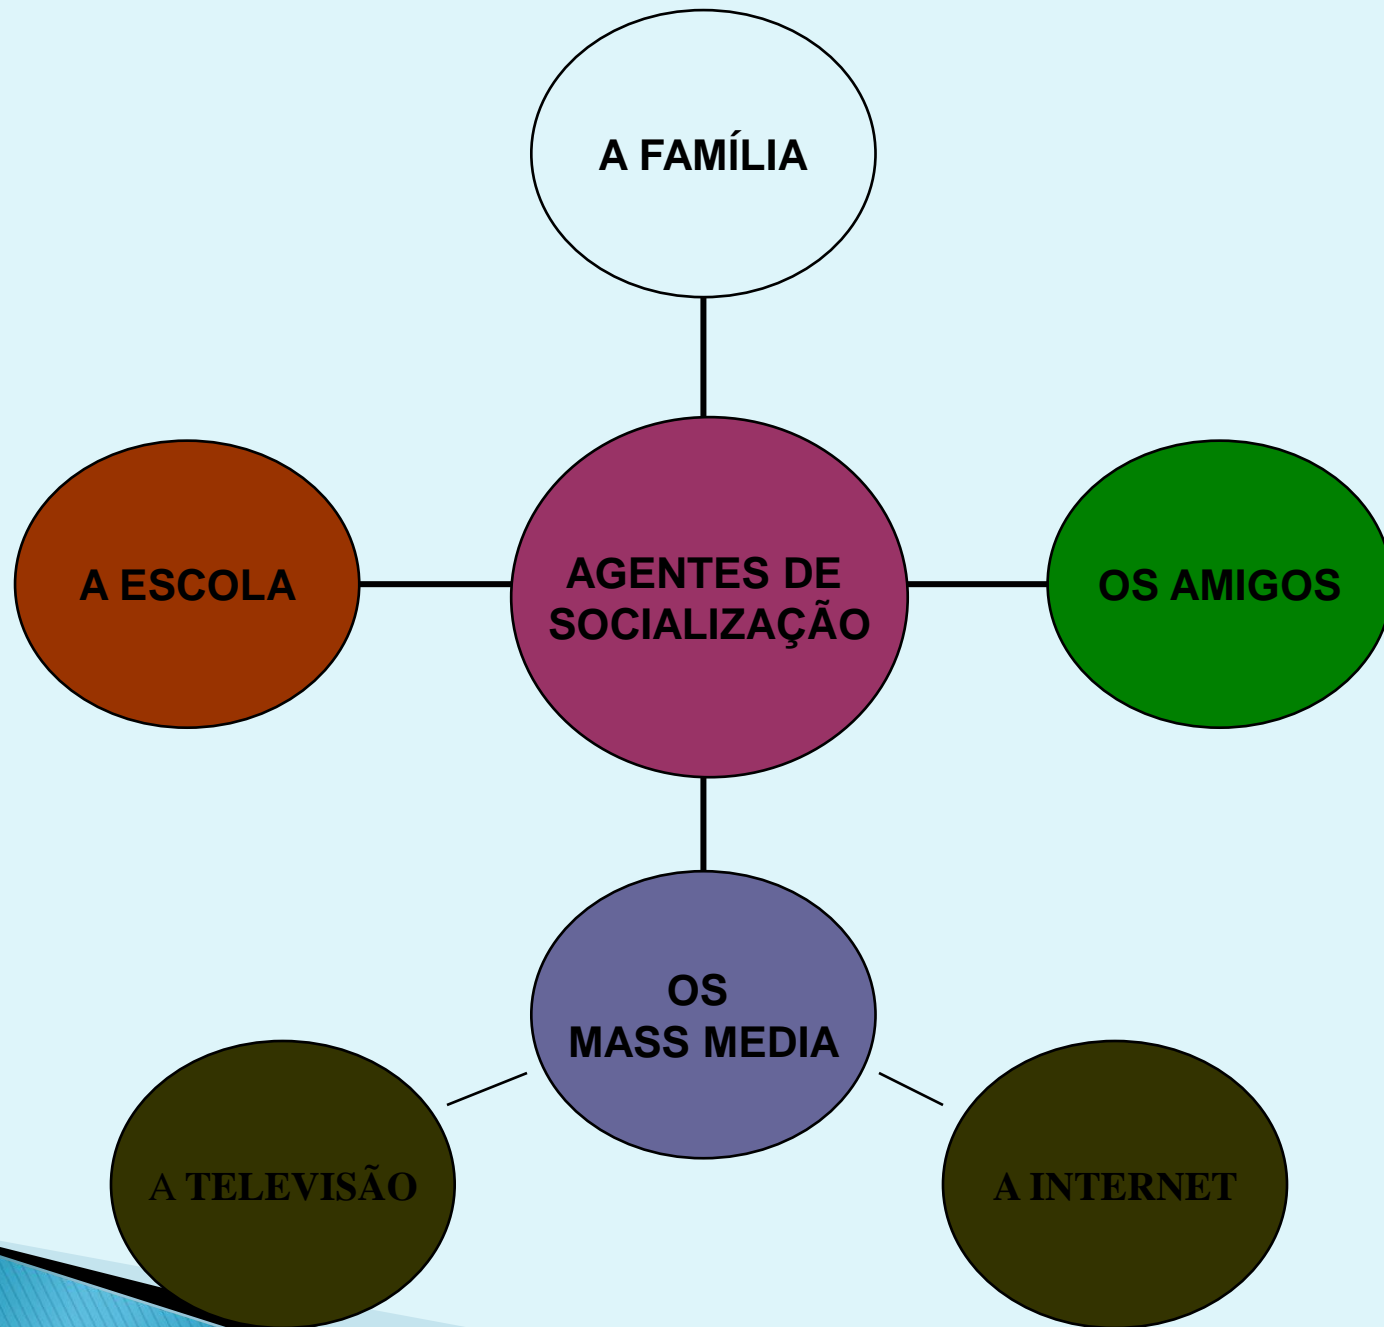 A FAMÍLIA
A ESCOLA
AGENTES DE
SOCIALIZAÇÃO
OS AMIGOS
OS
MASS MEDIA
A TELEVISÃO
A INTERNET